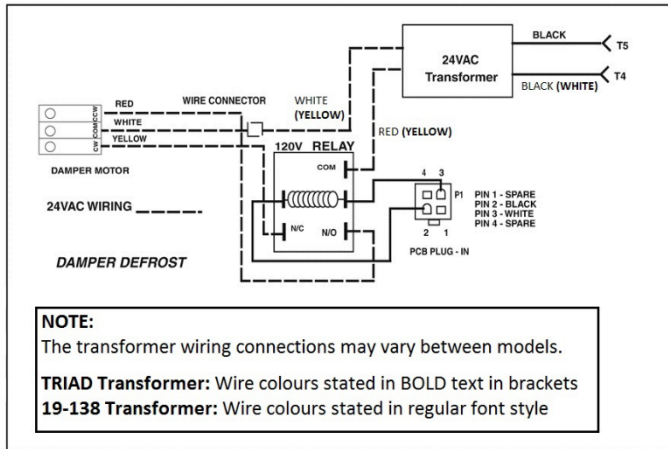 BLACK
T5
24VAC
Transformer
T4
BLACK (WHITE)
RED
WIRE CONNECTOR
WHITE
(YELLOW)
WHITE
YELLOW
RED (YELLOW)
CCW
COM
CW
120V RELAY
COM
DAMPER MOTOR
4 3
P1
PIN 1 - SPARE
PIN 2 - BLACK
PIN 3 - WHITE
PIN 4 - SPARE
24VAC WIRING
N/C N/O
2 1
PCB PLUG - IN
DAMPER DEFROST
NOTE:
The transformer wiring connections may vary between models.
TRIAD Transformer: Wire colours stated in BOLD text in brackets
19-138 Transformer: Wire colours stated in regular font style